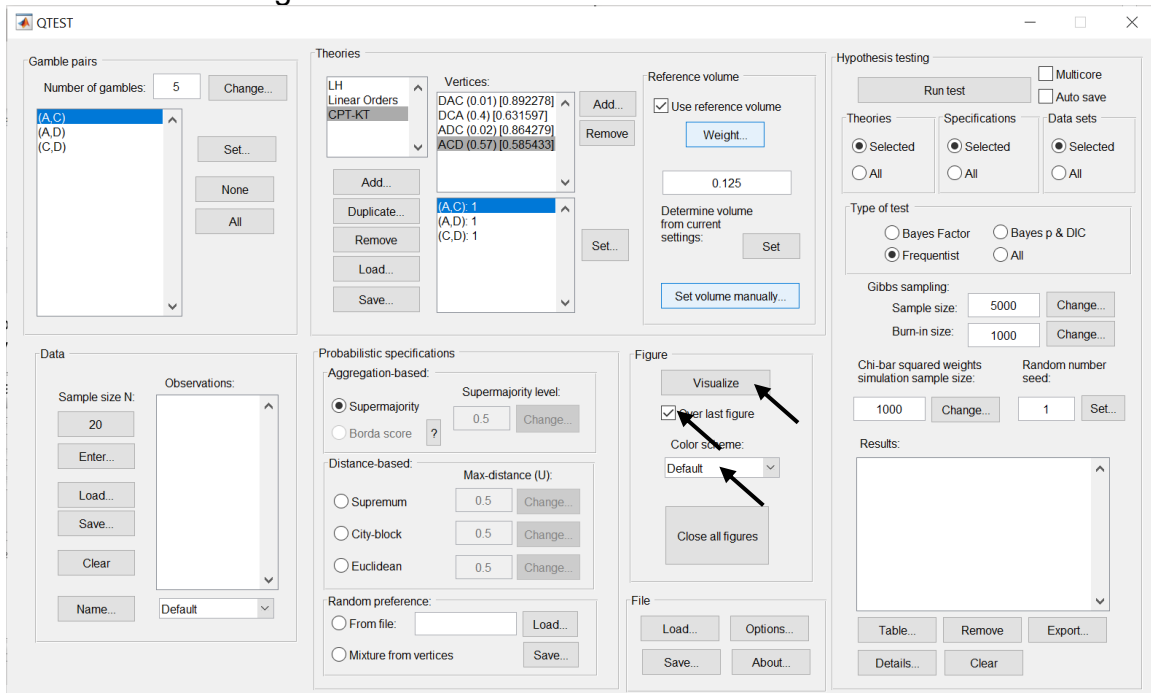 QTEST
Gamble pairs
Number of gambles: 5 Change...
(A,C)
(A,D)
(C,D)
Set...
None
All
Theories
LH
Linear Orders
CPT-KT
Vertices:
DAC (0.01) [0.892278]
DCA (0.4) [0.631597]
ADC (0.02) [0.864279]
ACD (0.57) [0.585433]
Add...
Remove
Add...
Duplicate...
Remove
Load...
Save...
(A,C): 1
(A,D): 1
(C,D): 1
Set...
Reference volume
Use reference volume
Weight...
0.125
Determine volume
from current
settings:
Set
Set volume manually...
Hypothesis testing
Run test
Multicore
Auto save
Theories
Selected
All
Specifications
Selected
All
Data sets
Selected
All
Type of test
Bayes Factor Bayes p & DIC
Frequentist All
Gibbs sampling:
Sample size: 5000 Change...
Burn-in size: 1000 Change...
Chi-bar squared weights
simulation sample size:
1000 Change...
Random number
seed:
1 Set...
Results:
Table... Remove Export...
Details... Clear
Data
Sample size N:
20
Enter...
Load...
Save...
Clear
Name... Default
Observations:
Probabilistic specifications
Aggregation-based:
Supermajority level:
Supermajority 0.5 Change...
Borda score ?
Distance-based:
Max-distance (U):
Supremum 0.5 Change...
City-block 0.5 Change...
Euclidean 0.5 Change...
Random preference:
From file: Load...
Mixture from vertices Save...
Figure
Visualize
Over last figure
Color scheme:
Default
Close all figures
File
Load... Options...
Save... About...